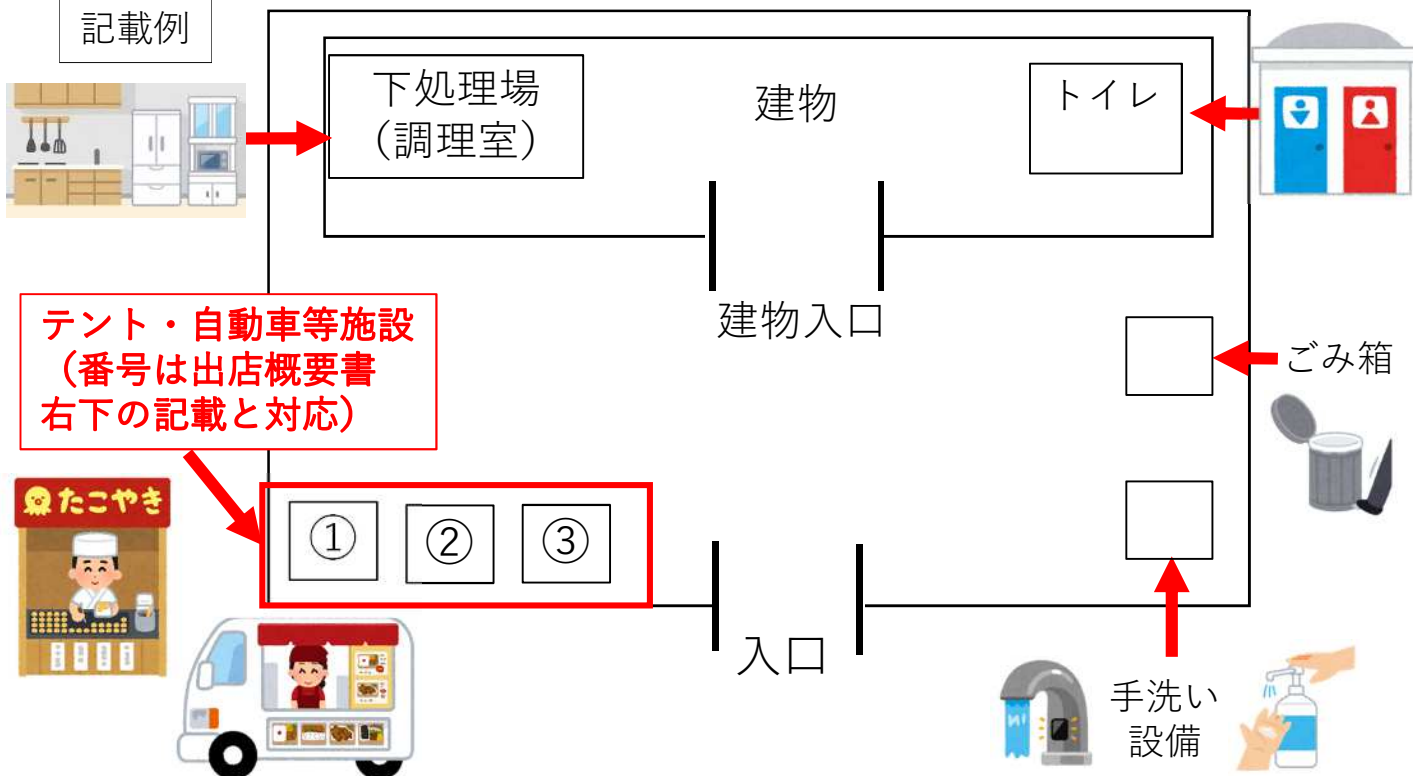 記載例
下処理場
（調理室）
建物
トイレ
建物入口
テント・自動車等施設
（番号は出店概要書
右下の記載と対応）
ごみ箱
たこやき
①
②
③
入口
手洗い
設備